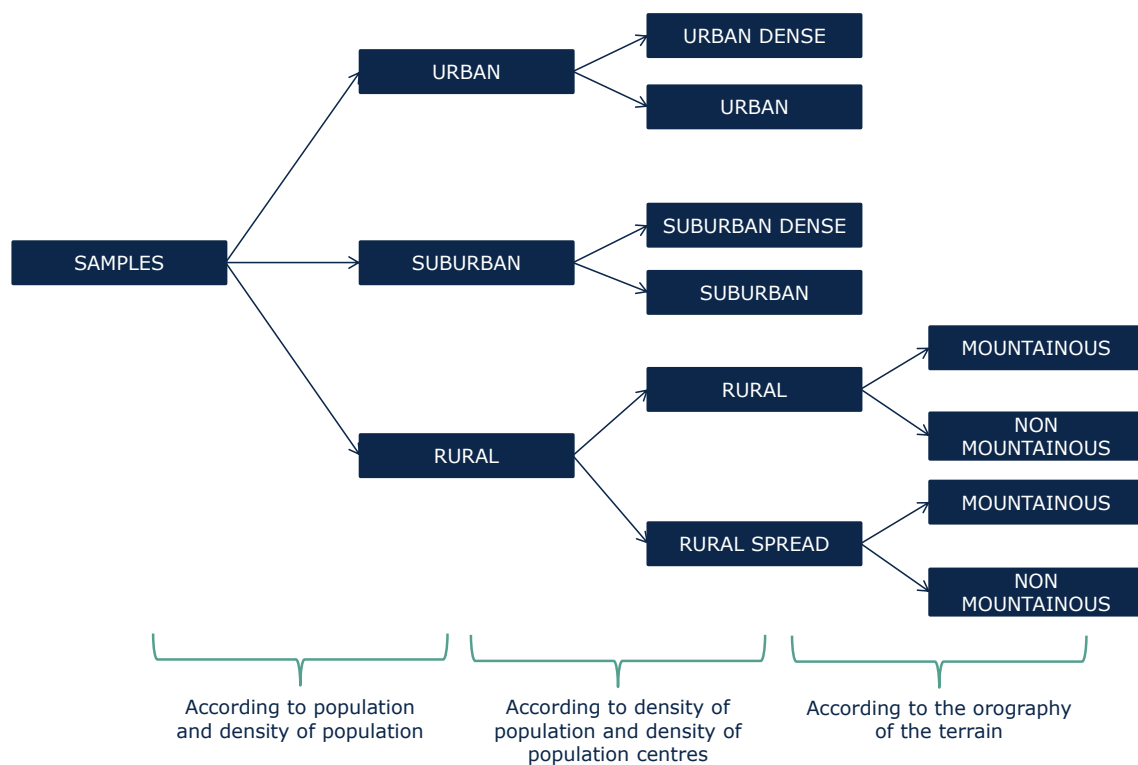 URBAN DENSE
URBAN
URBAN
SUBURBAN DENSE
SAMPLES
SUBURBAN
SUBURBAN
MOUNTAINOUS
RURAL
NON
MOUNTAINOUS
RURAL
MOUNTAINOUS
RURAL SPREAD
NON
MOUNTAINOUS
According to population
and density of population
According to density of
population and density of
population centres
According to the orography
of the terrain